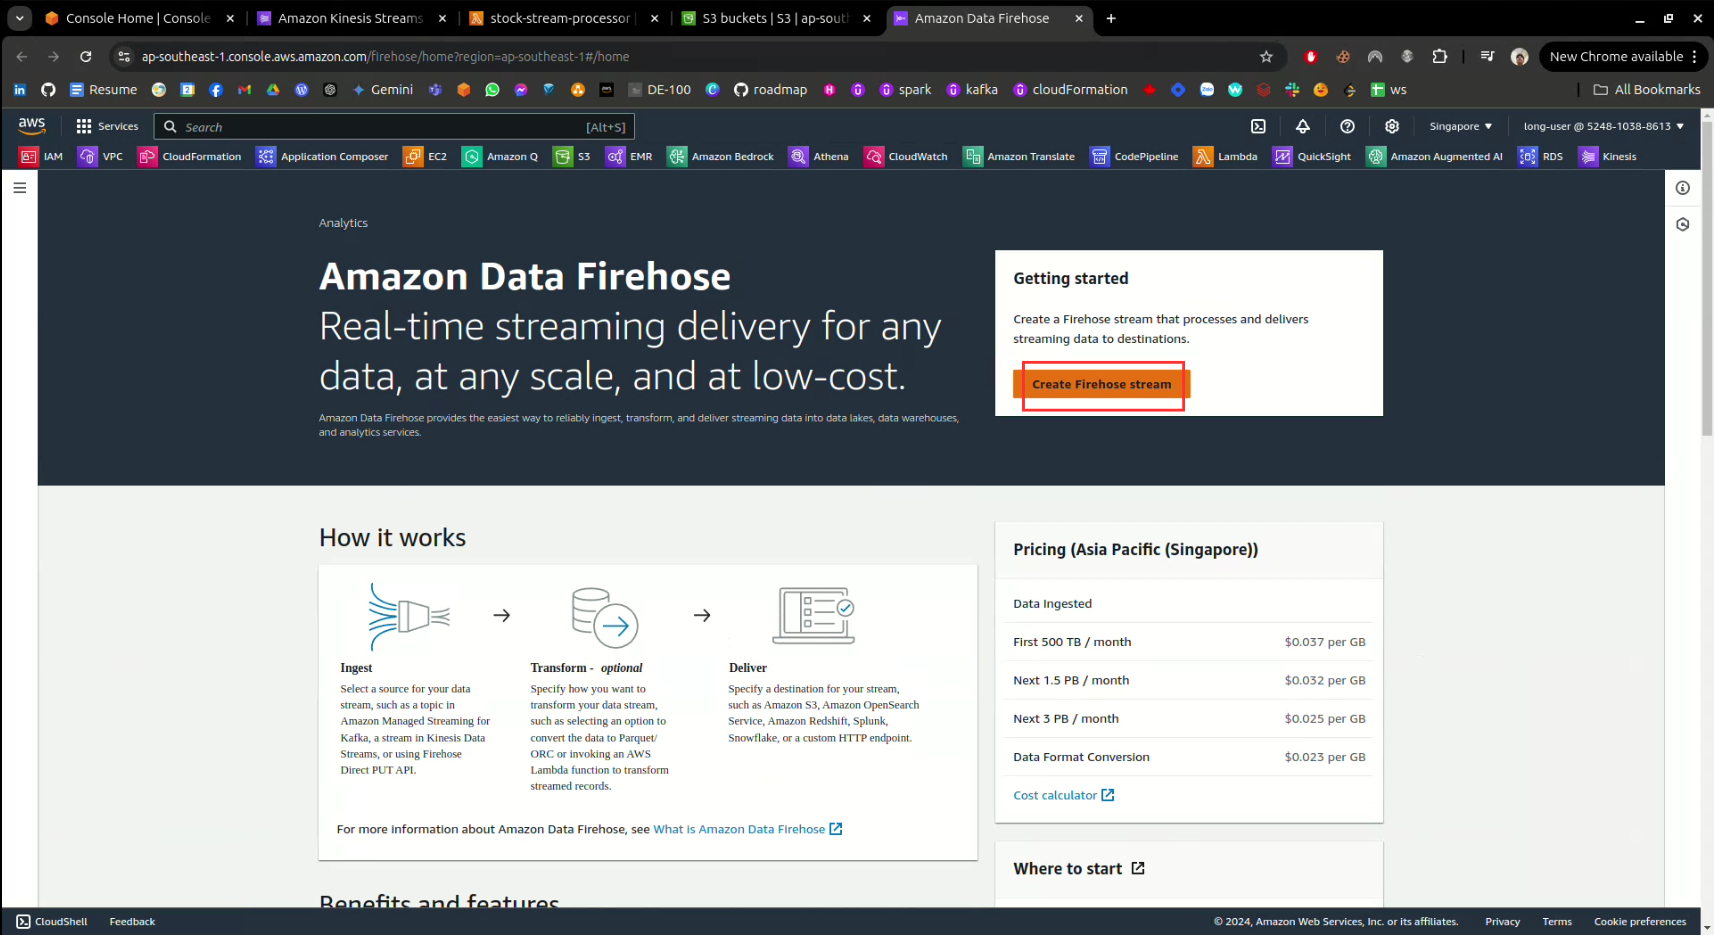 Console Home | Console
Amazon Kinesis Streams
stock-stream-processor
S3 buckets | S3 | ap-sout
Amazon Data Firehose
ap-southeast-1.console.aws.amazon.com/firehose/home?region=ap-southeast-1#/home
New Chrome available
Resume
Gemini
DE-100
roadmap
spark
kafka
cloudFormation
ws
All Bookmarks
aws
Services
Search
[Alt+S]
Singapore
long-user @ 5248-1038-8613
IAM
VPC
CloudFormation
Application Composer
EC2
Amazon Q
S3
EMR
Amazon Bedrock
Athena
CloudWatch
Amazon Translate
CodePipeline
Lambda
QuickSight
Amazon Augmented AI
RDS
Kinesis
Analytics
Amazon Data Firehose
Real-time streaming delivery for any
data, at any scale, and at low-cost.
Amazon Data Firehose provides the easiest way to reliably ingest, transform, and deliver streaming data into data lakes, data warehouses,
and analytics services.
Getting started
Create a Firehose stream that processes and delivers
streaming data to destinations.
Create Firehose stream
How it works
Ingest
Select a source for your data
stream, such as a topic in
Amazon Managed Streaming for
Kafka, a stream in Kinesis Data
Streams, or using Firehose
Direct PUT API.
Transform - optional
Specify how you want to
transform your data stream,
such as selecting an option to
convert the data to Parquet/
ORC or invoking an AWS
Lambda function to transform
streamed records.
Deliver
Specify a destination for your stream,
such as Amazon S3, Amazon OpenSearch
Service, Amazon Redshift, Splunk,
Snowflake, or a custom HTTP endpoint.
For more information about Amazon Data Firehose, see What is Amazon Data Firehose
Benefits and features
Pricing (Asia Pacific (Singapore))
Data Ingested
First 500 TB / month $0.037 per GB
Next 1.5 PB / month $0.032 per GB
Next 3 PB / month $0.025 per GB
Data Format Conversion $0.023 per GB
Cost calculator
Where to start
CloudShell
Feedback
© 2024, Amazon Web Services, Inc. or its affiliates.
Privacy
Terms
Cookie preferences